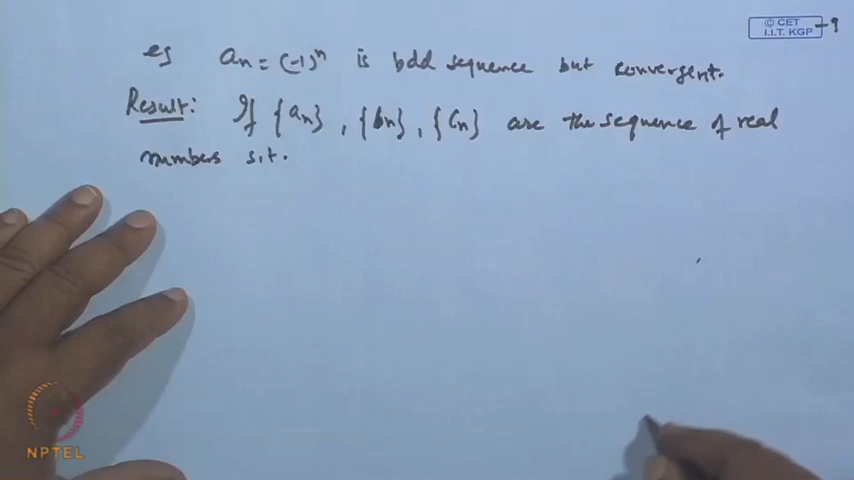 © CET
I.I.T. KGP
-9
eg an = (-1)^n is bdd sequence but convergent.
Result: If {an}, {bn}, {Cn} are the sequence of real
numbers s.t.
NPTEL